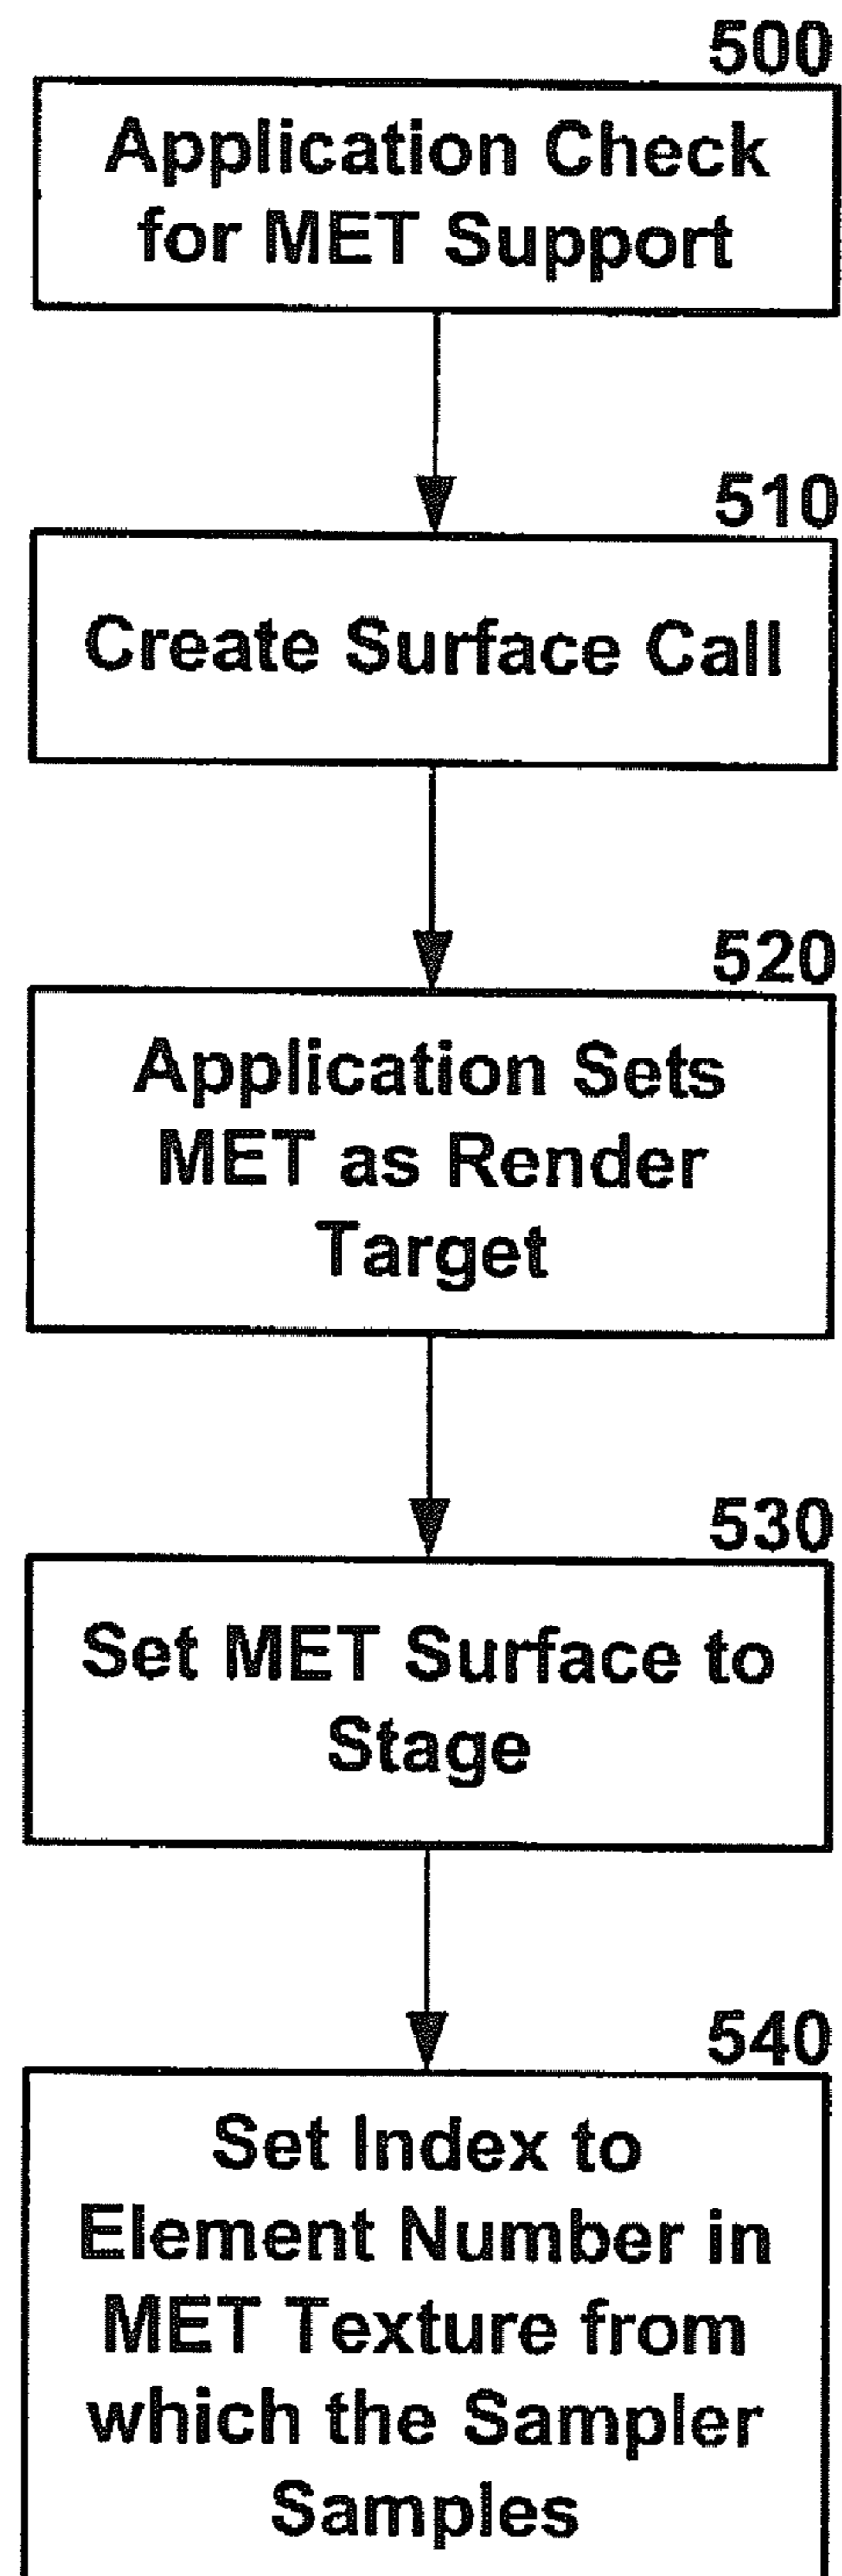 500
Application Check
for MET Support
510
Create Surface Call
520
Application Sets
MET as Render
Target
530
Set MET Surface to
Stage
540
Set Index to
Element Number in
MET Texture from
which the Sampler
Samples